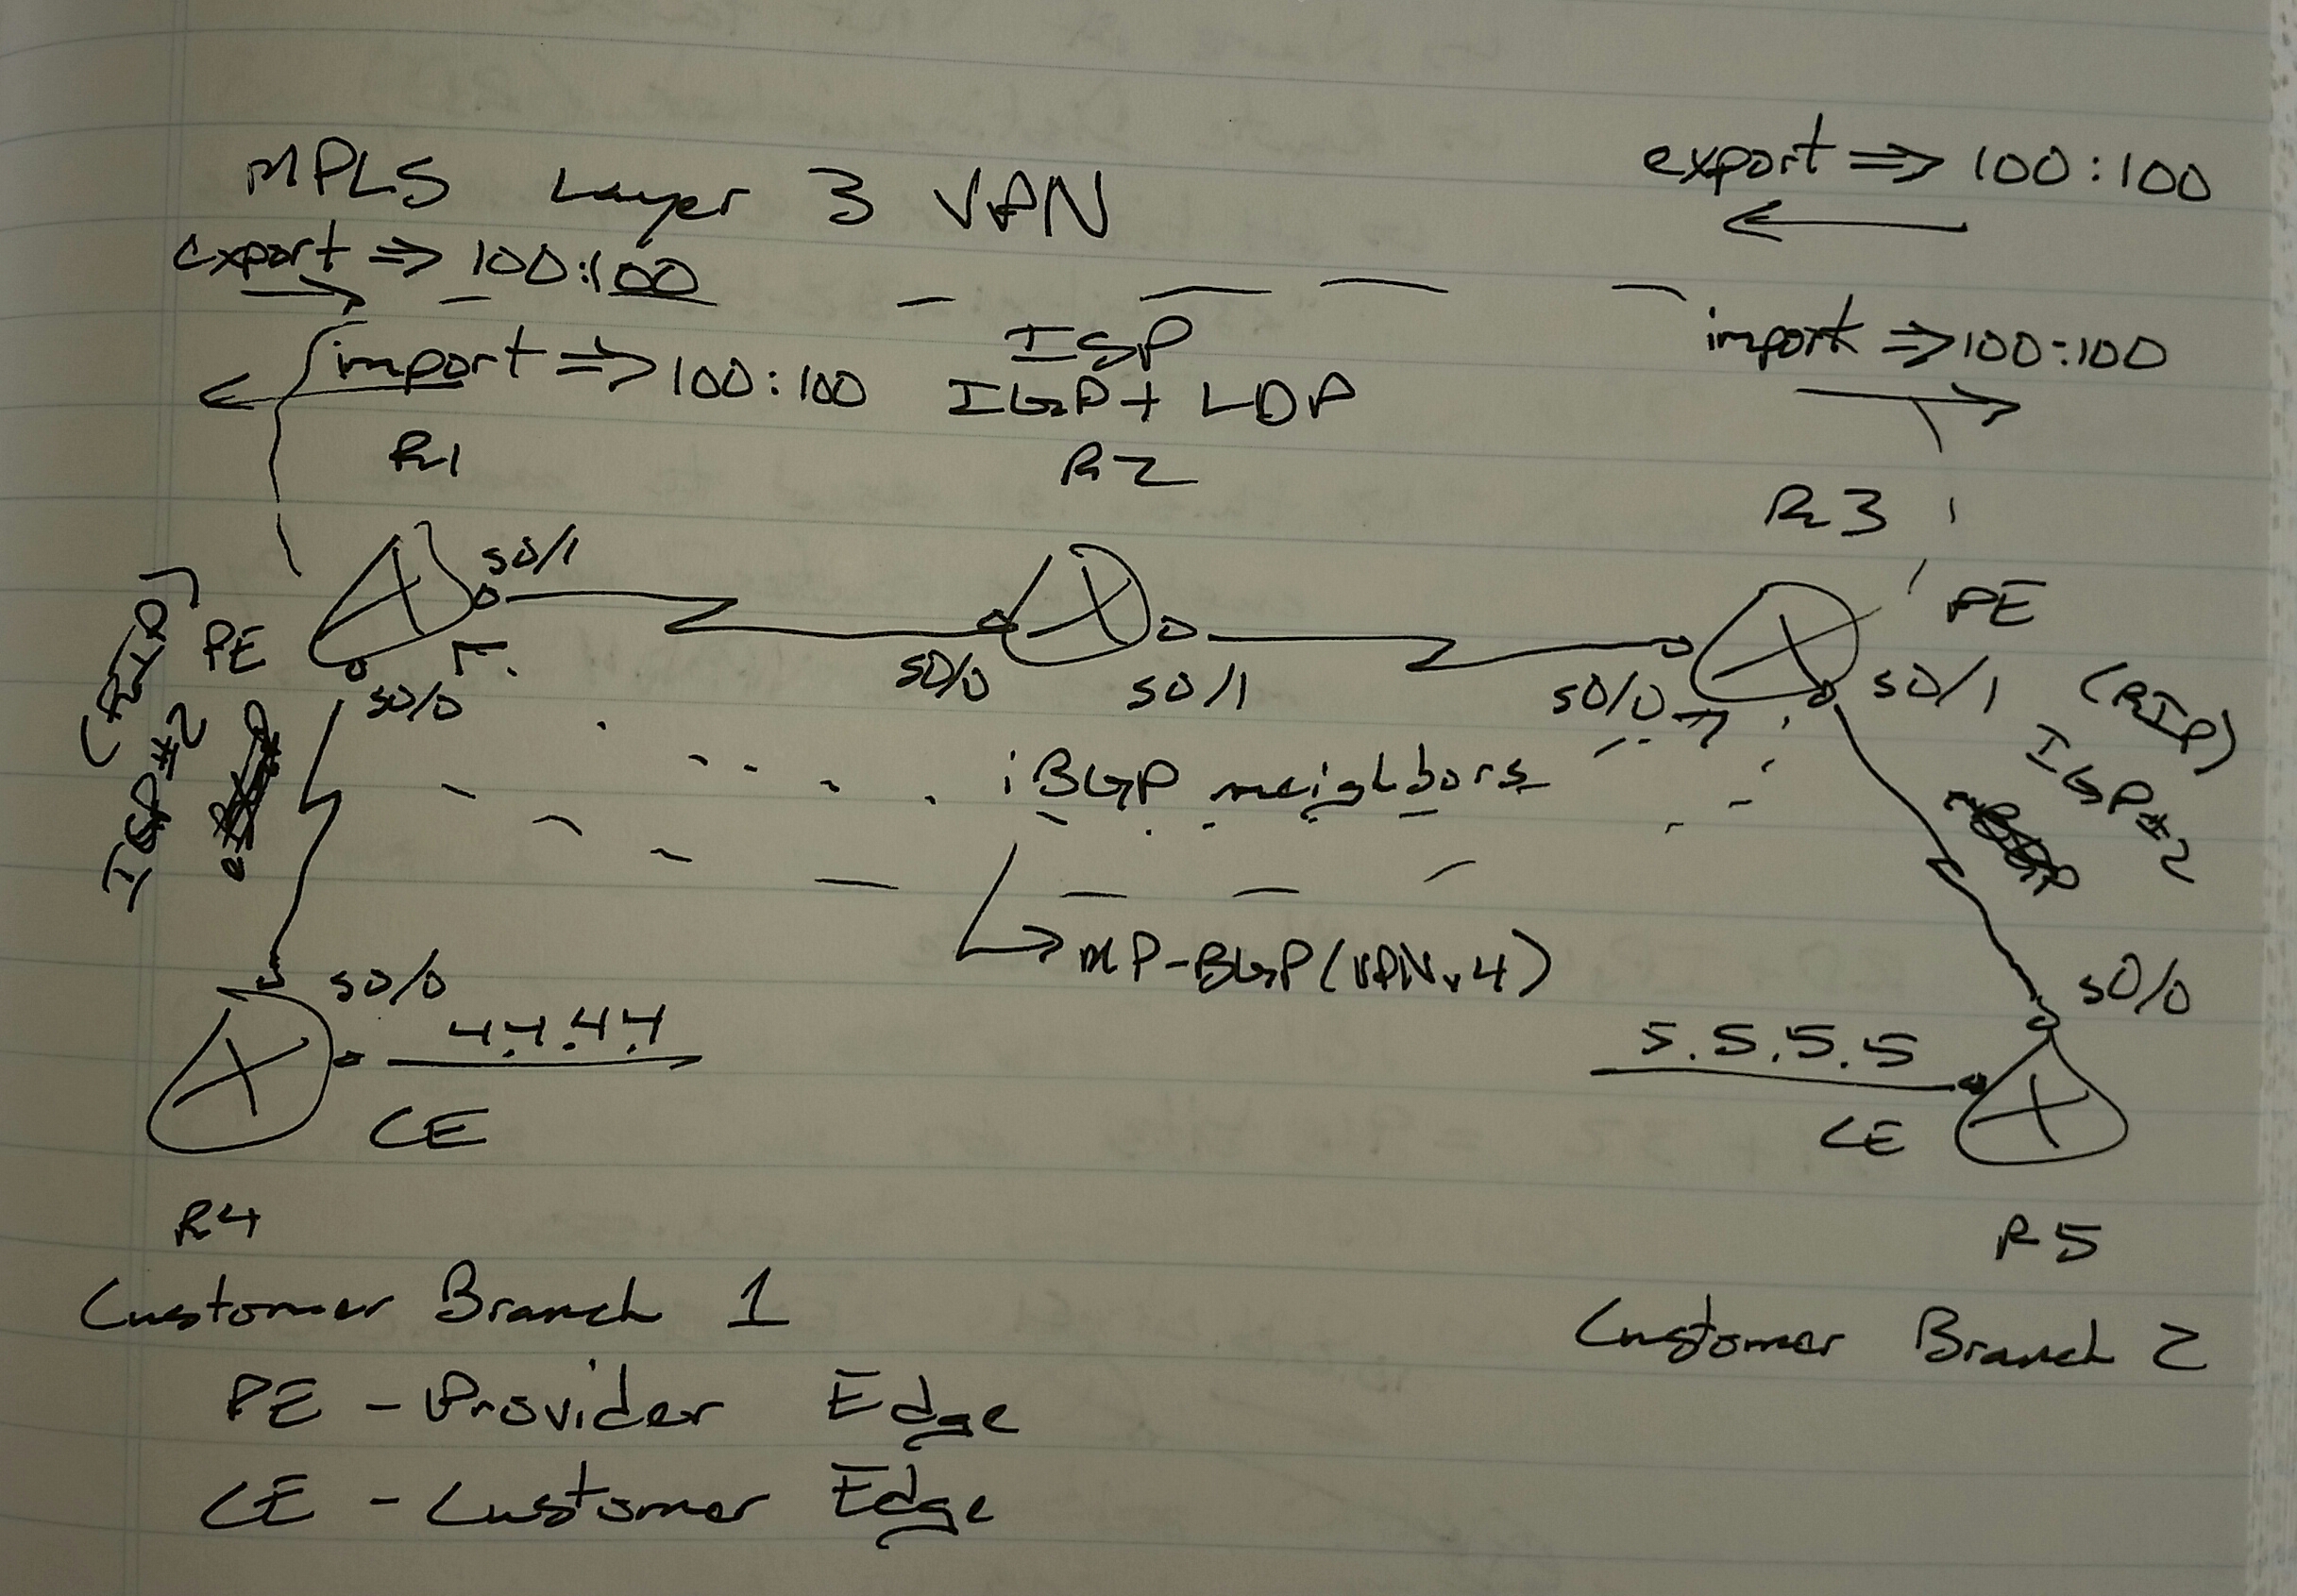 MPLS Layer 3 VPN
export ⇒ 100:100
export ⇒ 100:100
import ⇒ 100:100
import ⇒ 100:100
ISP
IGP + LDP
R1
R2
R3
PE
s0/1
s0/0
s0/0
s0/1
s0/0
s0/1
PE
(RIP)
IGP#2
(RIP)
IGP#2
iBGP neighbors
MP-BGP(VPNv4)
s0/0
4.4.4.4
CE
R4
s0/0
5.5.5.5
CE
R5
Customer Branch 1
Customer Branch 2
PE - Provider Edge
CE - Customer Edge